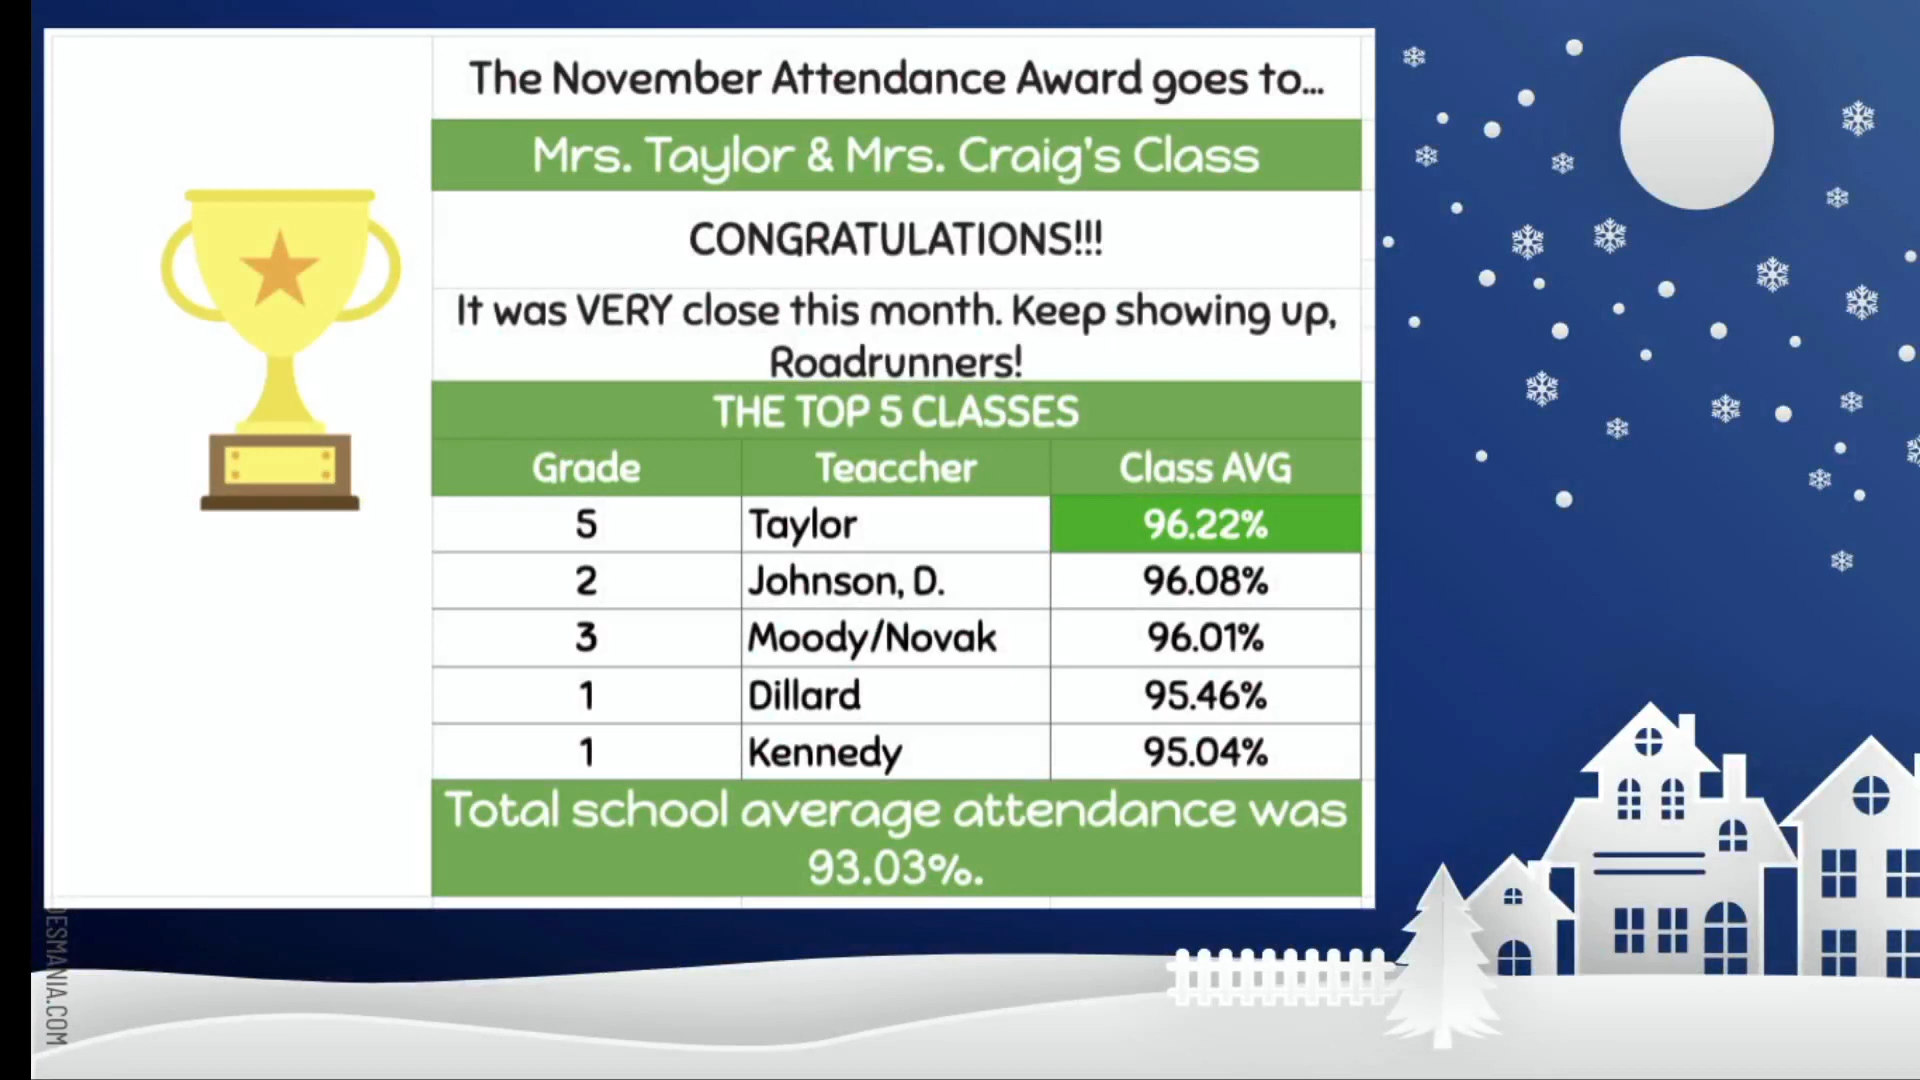 The November Attendance Award goes to...
Mrs. Taylor & Mrs. Craig's Class
CONGRATULATIONS!!!
It was VERY close this month. Keep showing up,
Roadrunners!
THE TOP 5 CLASSES
Grade Teaccher Class AVG
5 Taylor 96.22%
2 Johnson, D. 96.08%
3 Moody/Novak 96.01%
1 Dillard 95.46%
1 Kennedy 95.04%
Total school average attendance was
93.03%.